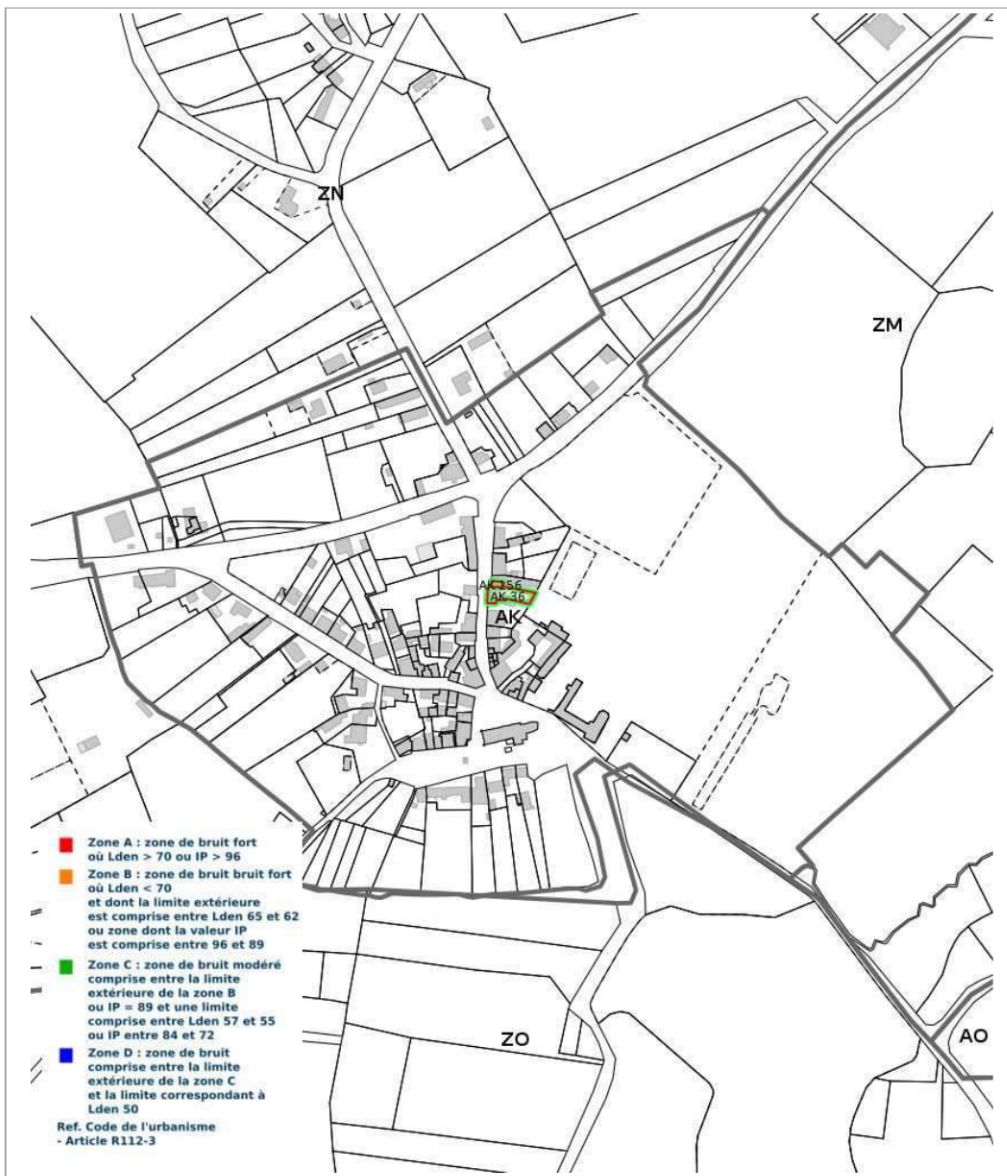 ZN
ZM
AK 256
AK 36
AK
Zone A : zone de bruit fort
où Lden > 70 ou IP > 96
Zone B : zone de bruit bruit fort
où Lden < 70
et dont la limite extérieure
est comprise entre Lden 65 et 62
ou zone dont la valeur IP
est comprise entre 96 et 89
Zone C : zone de bruit modéré
comprise entre la limite
extérieure de la zone B
ou IP = 89 et une limite
comprise entre Lden 57 et 55
ou IP entre 84 et 72
Zone D : zone de bruit
comprise entre la limite
extérieure de la zone C
et la limite correspondant à
Lden 50
Ref. Code de l'urbanisme
- Article R112-3
ZO
AO